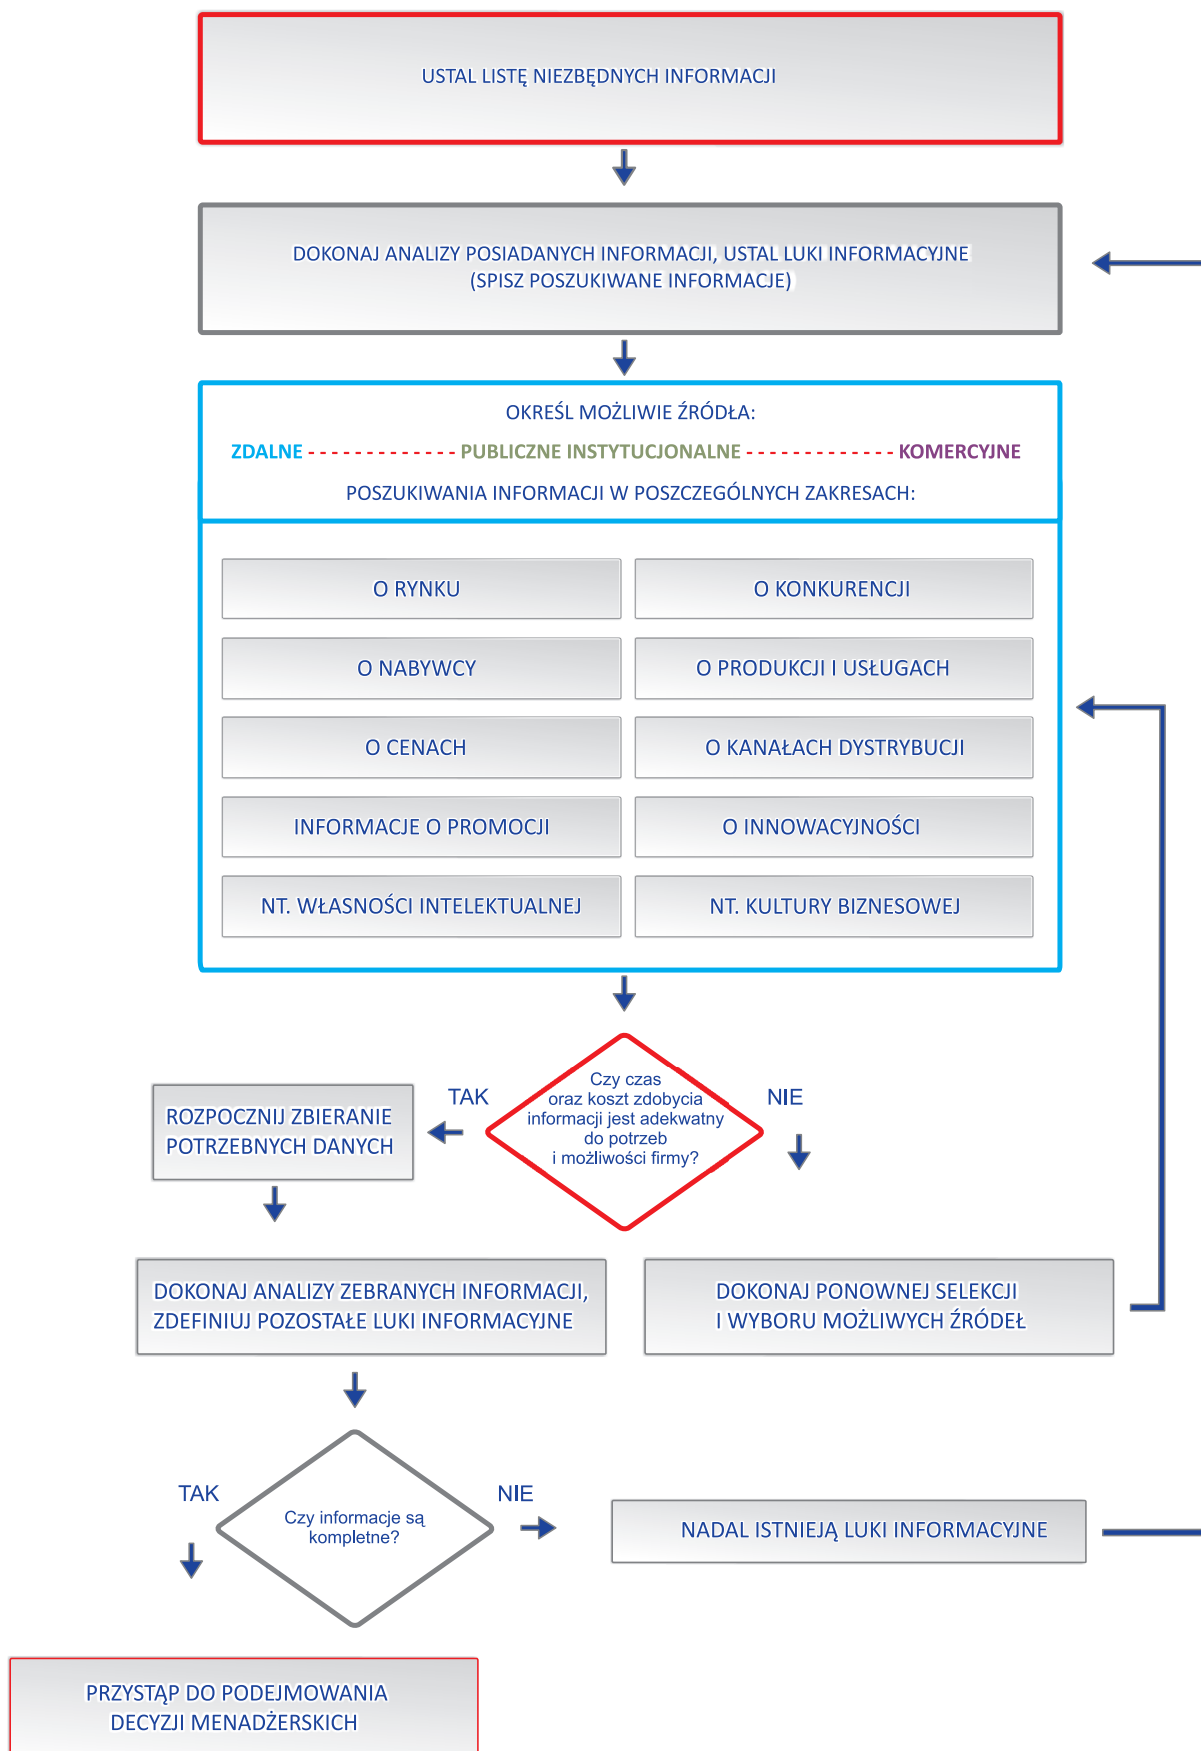 USTAL LISTĘ NIEZBĘDNYCH INFORMACJI
DOKONAJ ANALIZY POSIADANYCH INFORMACJI, USTAL LUKI INFORMACYJNE
(SPISZ POSZUKIWANE INFORMACJE)
OKREŚL MOŻLIWIE ŹRÓDŁA:
ZDALNE - - - - - - - - - - - - - PUBLICZNE INSTYTUCJONALNE - - - - - - - - - - - - - KOMERCYJNE
POSZUKIWANIA INFORMACJI W POSZCZEGÓLNYCH ZAKRESACH:
O RYNKU
O KONKURENCJI
O NABYWCY
O PRODUKCJI I USŁUGACH
O CENACH
O KANAŁACH DYSTRYBUCJI
INFORMACJE O PROMOCJI
O INNOWACYJNOŚCI
NT. WŁASNOŚCI INTELEKTUALNEJ
NT. KULTURY BIZNESOWEJ
Czy czas
oraz koszt zdobycia
informacji jest adekwatny
do potrzeb
i możliwości firmy?
TAK
NIE
ROZPOCZNIJ ZBIERANIE
POTRZEBNYCH DANYCH
DOKONAJ ANALIZY ZEBRANYCH INFORMACJI,
ZDEFINIUJ POZOSTAŁE LUKI INFORMACYJNE
DOKONAJ PONOWNEJ SELEKCJI
I WYBORU MOŻLIWYCH ŹRÓDEŁ
TAK
NIE
Czy informacje są
kompletne?
NADAL ISTNIEJĄ LUKI INFORMACYJNE
PRZYSTĄP DO PODEJMOWANIA
DECYZJI MENADŻERSKICH